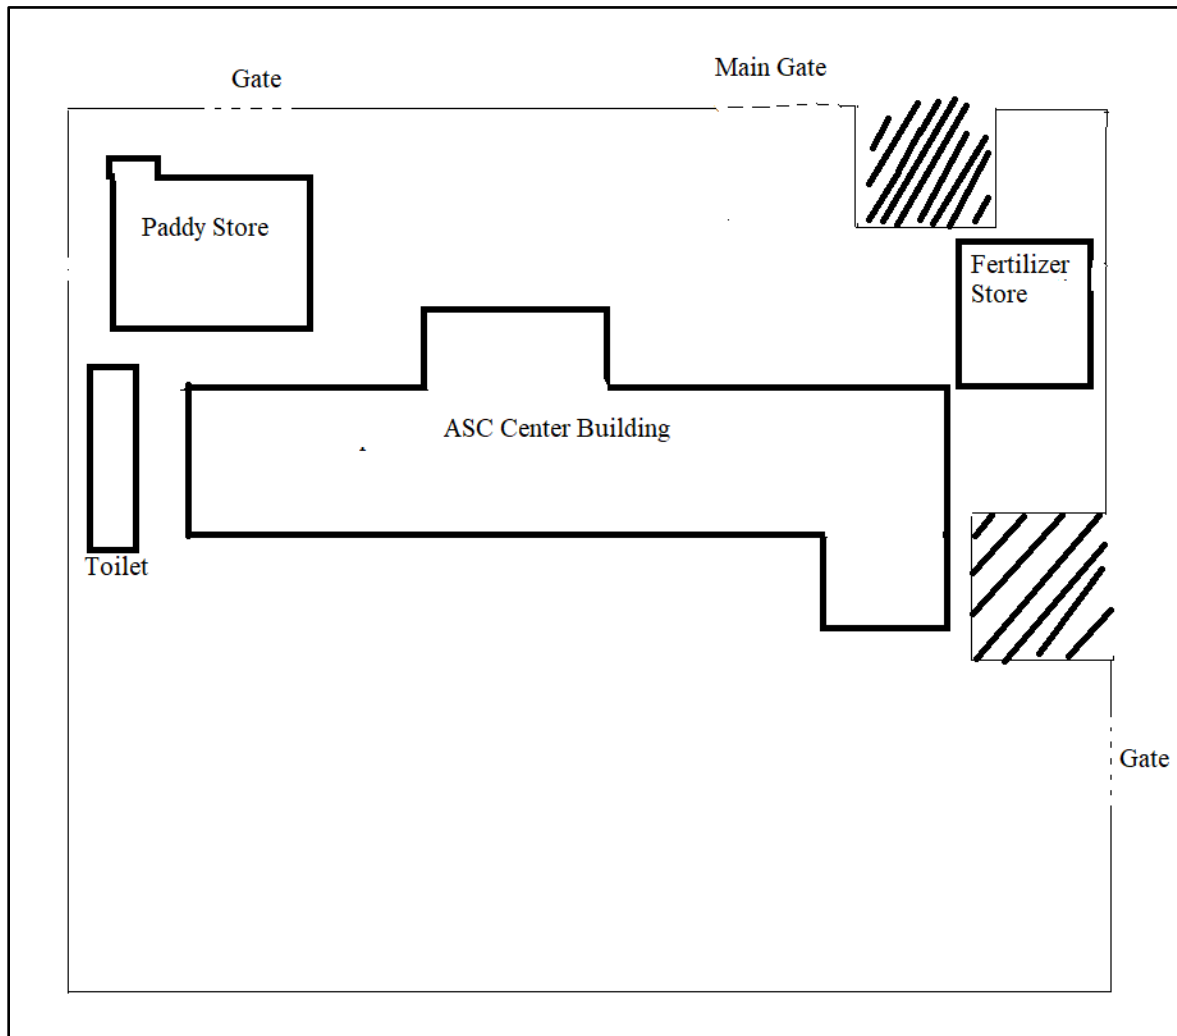 Gate
Main Gate
Paddy Store
Fertilizer
Store
ASC Center Building
Toilet
Gate